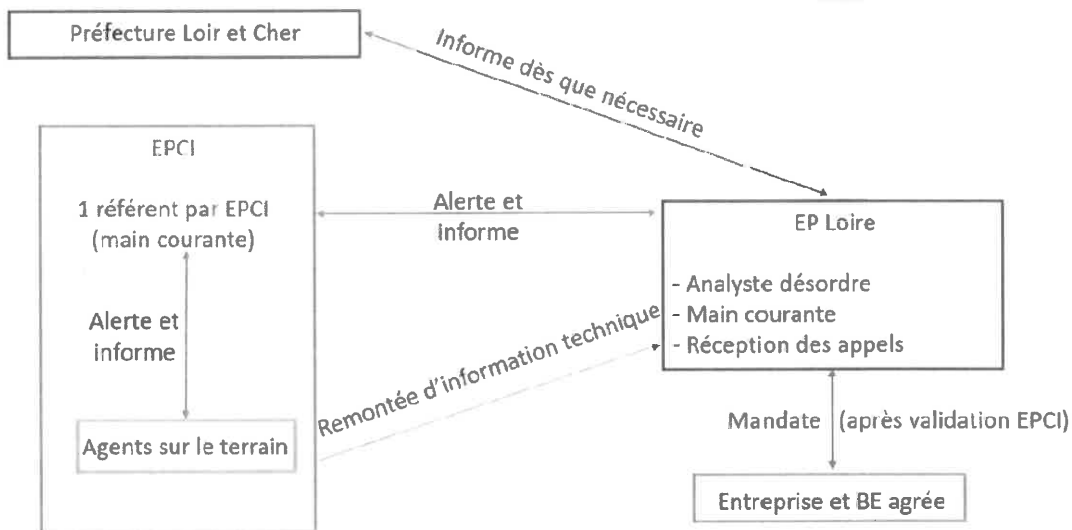 Préfecture Loir et Cher
Informe dès que nécessaire
EPCI
1 référent par EPCI
(main courante)
Alerte et
informe
Agents sur le terrain
Alerte et
informe
Remontée d'information technique
EP Loire
- Analyste désordre
- Main courante
- Réception des appels
Mandate (après validation EPCI)
Entreprise et BE agrée